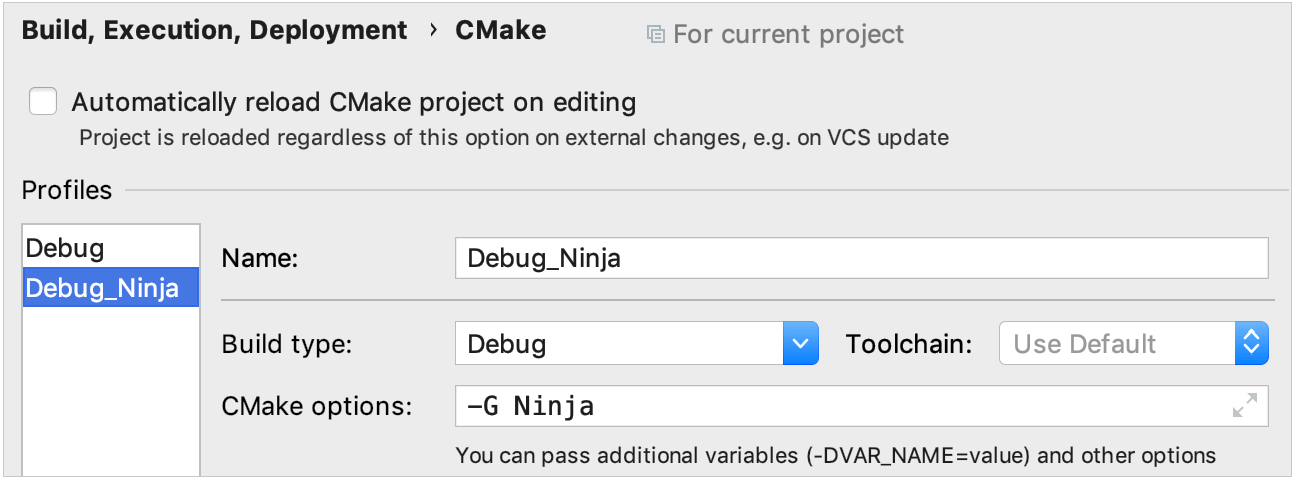 Build, Execution, Deployment › CMake For current project
Automatically reload CMake project on editing
Project is reloaded regardless of this option on external changes, e.g. on VCS update
Profiles
Debug
Debug_Ninja
Name: Debug_Ninja
Build type: Debug Toolchain: Use Default
CMake options: -G Ninja
You can pass additional variables (-DVAR_NAME=value) and other options